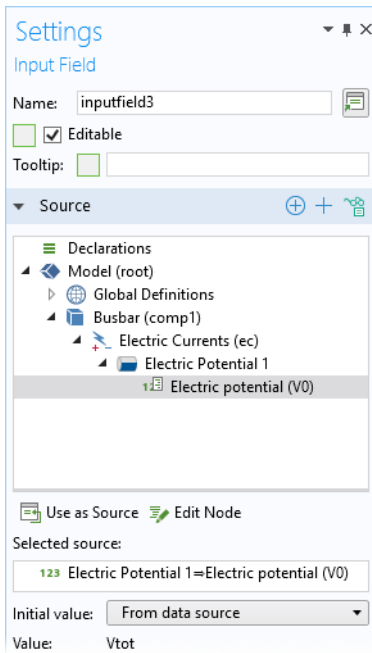 Settings
Input Field
Name: inputfield3
Editable
Tooltip:
Source
Declarations
Model (root)
Global Definitions
Busbar (comp1)
Electric Currents (ec)
Electric Potential 1
123 Electric potential (V0)
Use as Source Edit Node
Selected source:
123 Electric Potential 1=Electric potential (V0)
Initial value: From data source
Value: Vtot